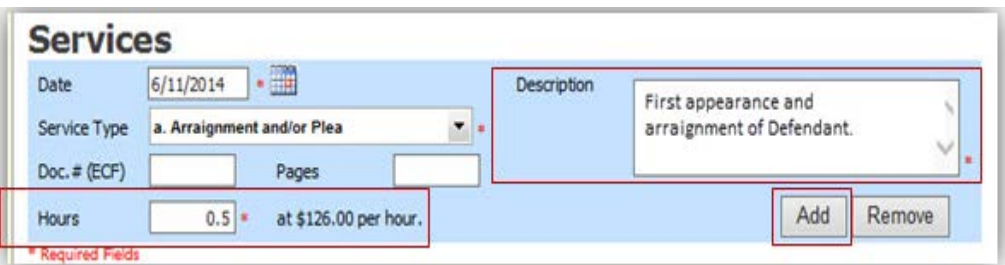 Services
Date 6/11/2014 * Description First appearance and
arraignment of Defendant. *
Service Type a. Arraignment and/or Plea *
Doc. # (ECF) Pages
Hours 0.5 * at $126.00 per hour. Add Remove
* Required Fields